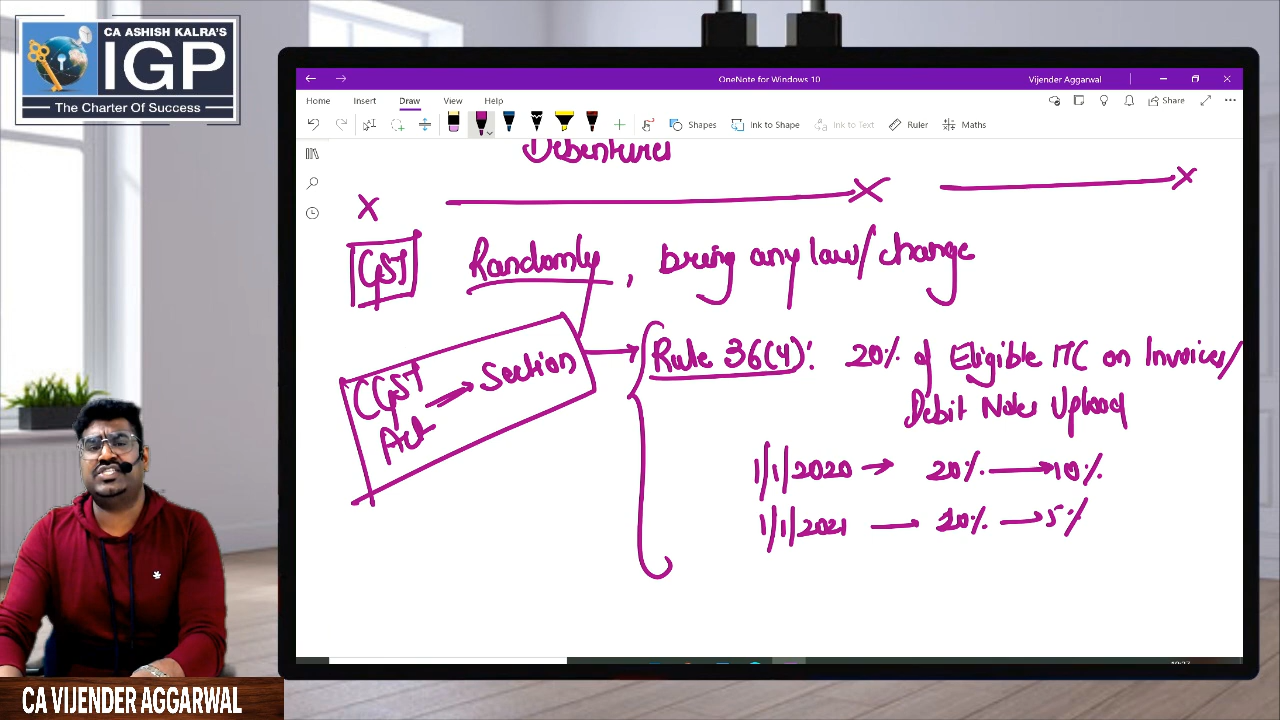 CA ASHISH KALRA'S
IGP
The Charter Of Success
OneNote for Windows 10
Vijender Aggarwal
Home Insert Draw View Help
Share
Shapes Ink to Shape Ink to Text Ruler Maths
Debentures
X X X
GST Randomly, bring any law/change
CGST Act → Section
Rule 36(4): 20% of Eligible ITC on Invoices/
Debit Notes Upload
1/1/2020 → 20% → 10%
1/1/2021 → 10% → 5%
CA VIJENDER AGGARWAL